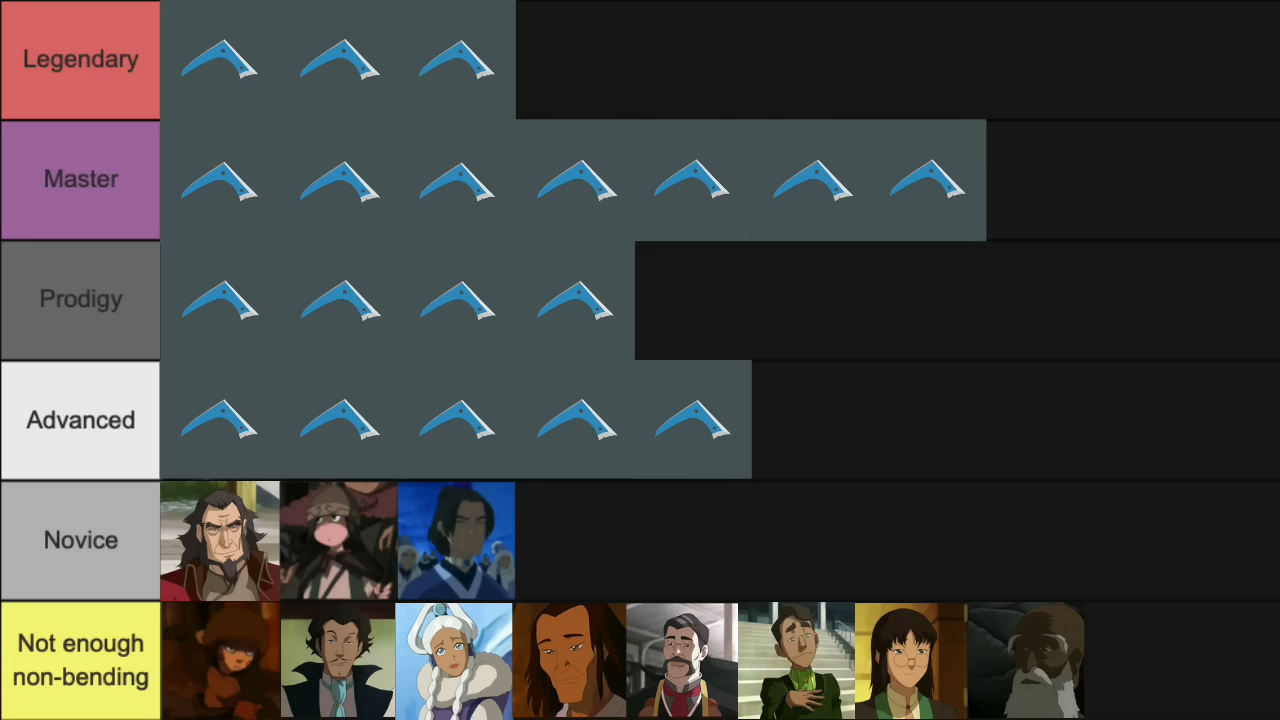 Legendary
Master
Prodigy
Advanced
Novice
Not enough
non-bending